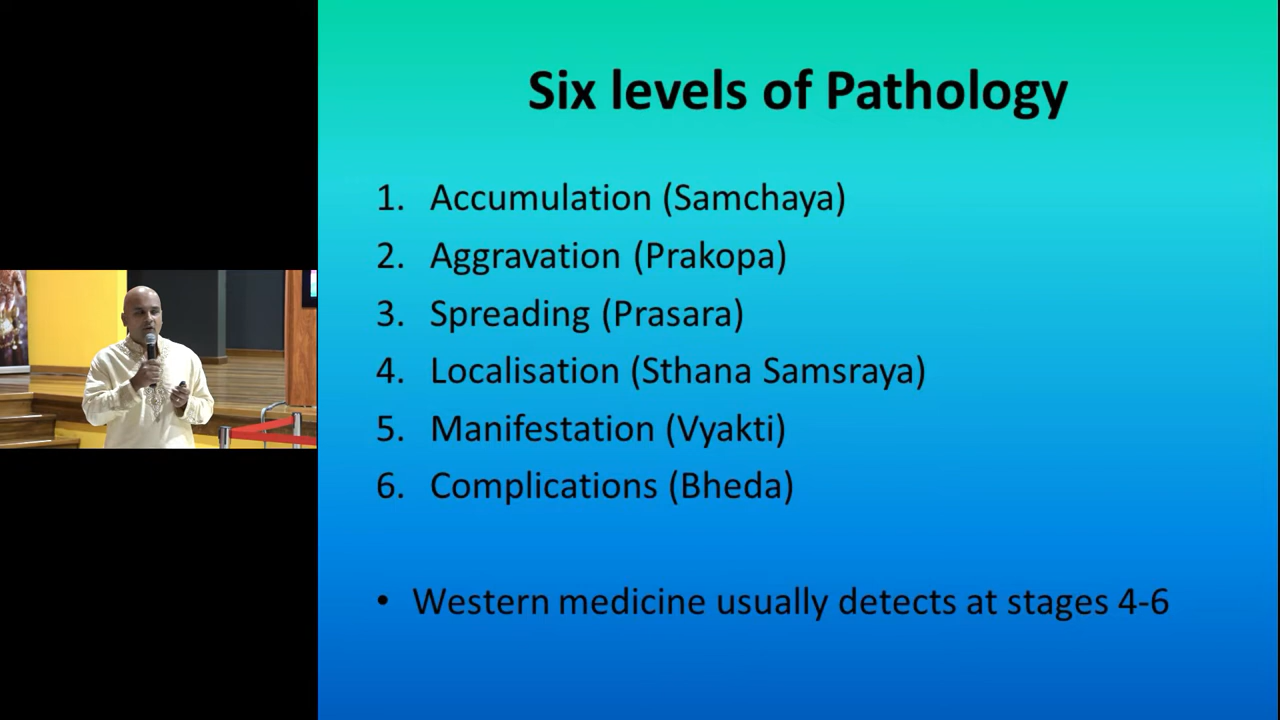 Six levels of Pathology
1. Accumulation (Samchaya)
2. Aggravation (Prakopa)
3. Spreading (Prasara)
4. Localisation (Sthana Samsraya)
5. Manifestation (Vyakti)
6. Complications (Bheda)
• Western medicine usually detects at stages 4-6